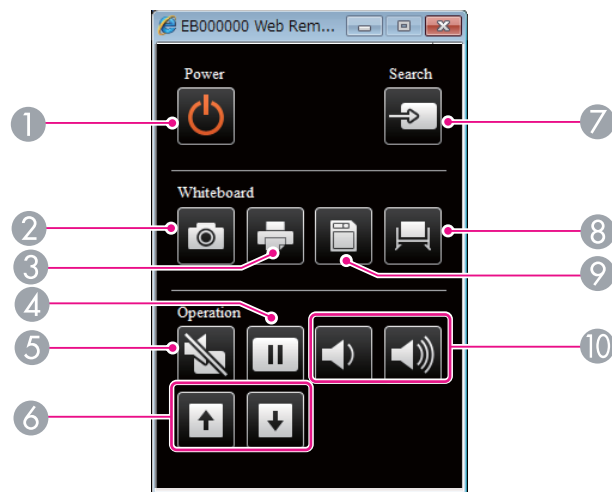 EB000000 Web Rem...
Power
Search
1
7
Whiteboard
2
8
3
9
4
Operation
5
10
6